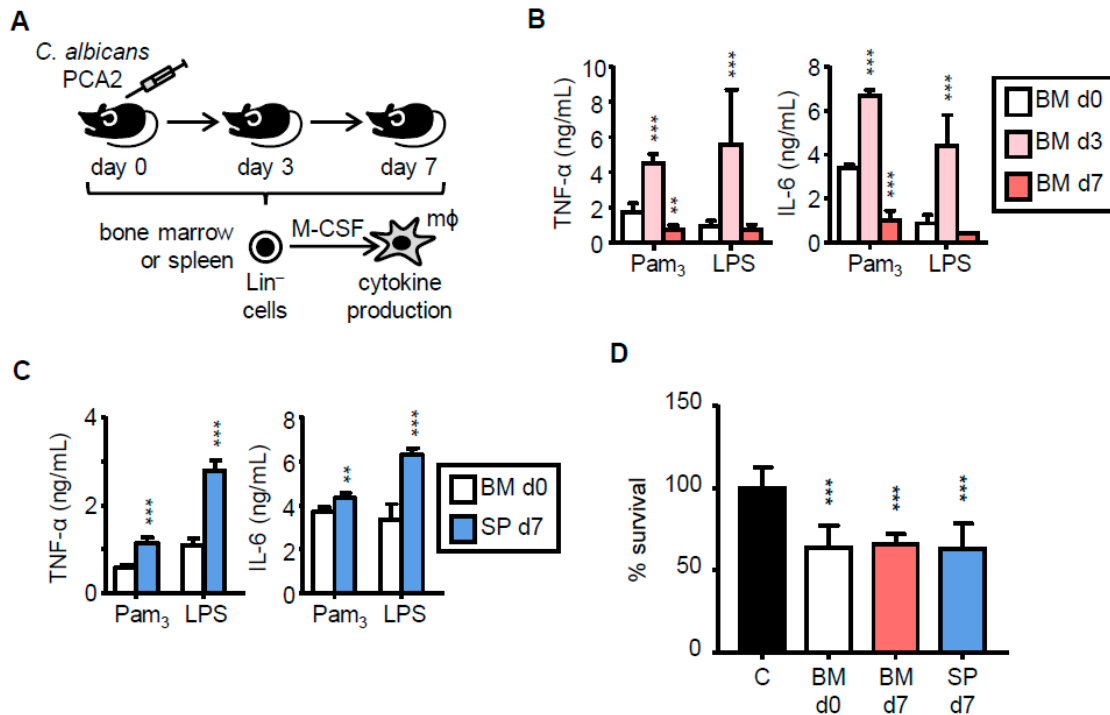 A
C. albicans
PCA2
day 0
day 3
day 7
bone marrow
or spleen
M-CSF
mϕ
Lin⁻
cells
cytokine
production
B
TNF-α (ng/mL)
10
8
6
4
2
0
***
**
***
Pam₃
LPS
IL-6 (ng/mL)
8
6
4
2
0
***
***
***
Pam₃
LPS
BM d0
BM d3
BM d7
C
TNF-α (ng/mL)
4
2
0
***
***
Pam₃
LPS
IL-6 (ng/mL)
8
6
4
2
0
**
***
Pam₃
LPS
BM d0
SP d7
D
% survival
150
100
50
0
***
***
***
C
BM
d0
BM
d7
SP
d7